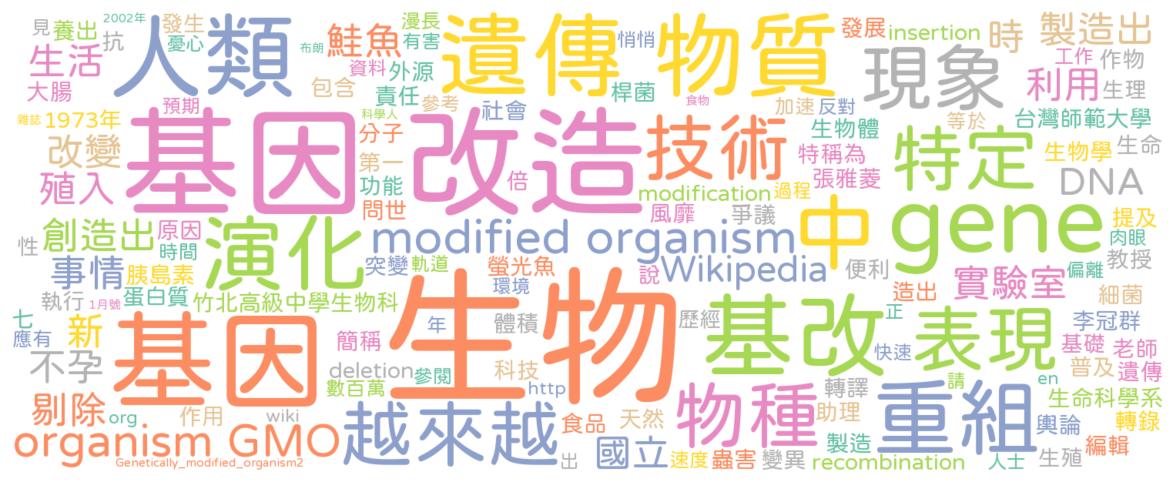 見
2002年
養出
發生
憂心
抗
生活
大腸
人類
布朗
鮭魚
漫長
有害
資料
外源
包含
責任
參考
遺傳物質
悄悄
桿菌
發展
insertion
時
製造出
現象
利用
工作
作物
生理
雜誌
1973年
預期
改變
殖入
基因改造
科學人
分子
第一
功能
問世
社會
倍
食物
加速
反對
技術
生物體
特稱為
等於
台灣師範大學
特定
生物學
生命
modification
過程
張雅菱
DNA
風靡
爭議
中
gene
提及
肉眼
教授
偏離
性
創造出
原因
時間
演化
modified organism
突變
軌道
螢光魚
環境
說
Wikipedia
便利
實驗室
造出
細菌
事情
胰島素
蛋白質
執行
1月號
竹北高級中學生物科
七
應有
新
不孕
基因
生物
簡稱
年
體積
deletion
數百萬
參閱
科技
http
歷經
基改
正
表現
快速
李冠群
基礎
老師
普及
遺傳
請
en
生命科學系
剔除
org
作用
wiki
organism GMO
Genetically_modified_organism2
越來越
食品
天然
出
國立
物種
轉譯
助理
製造
重組
輿論
轉錄
編輯
速度
蟲害
變異
recombination
人士
生殖